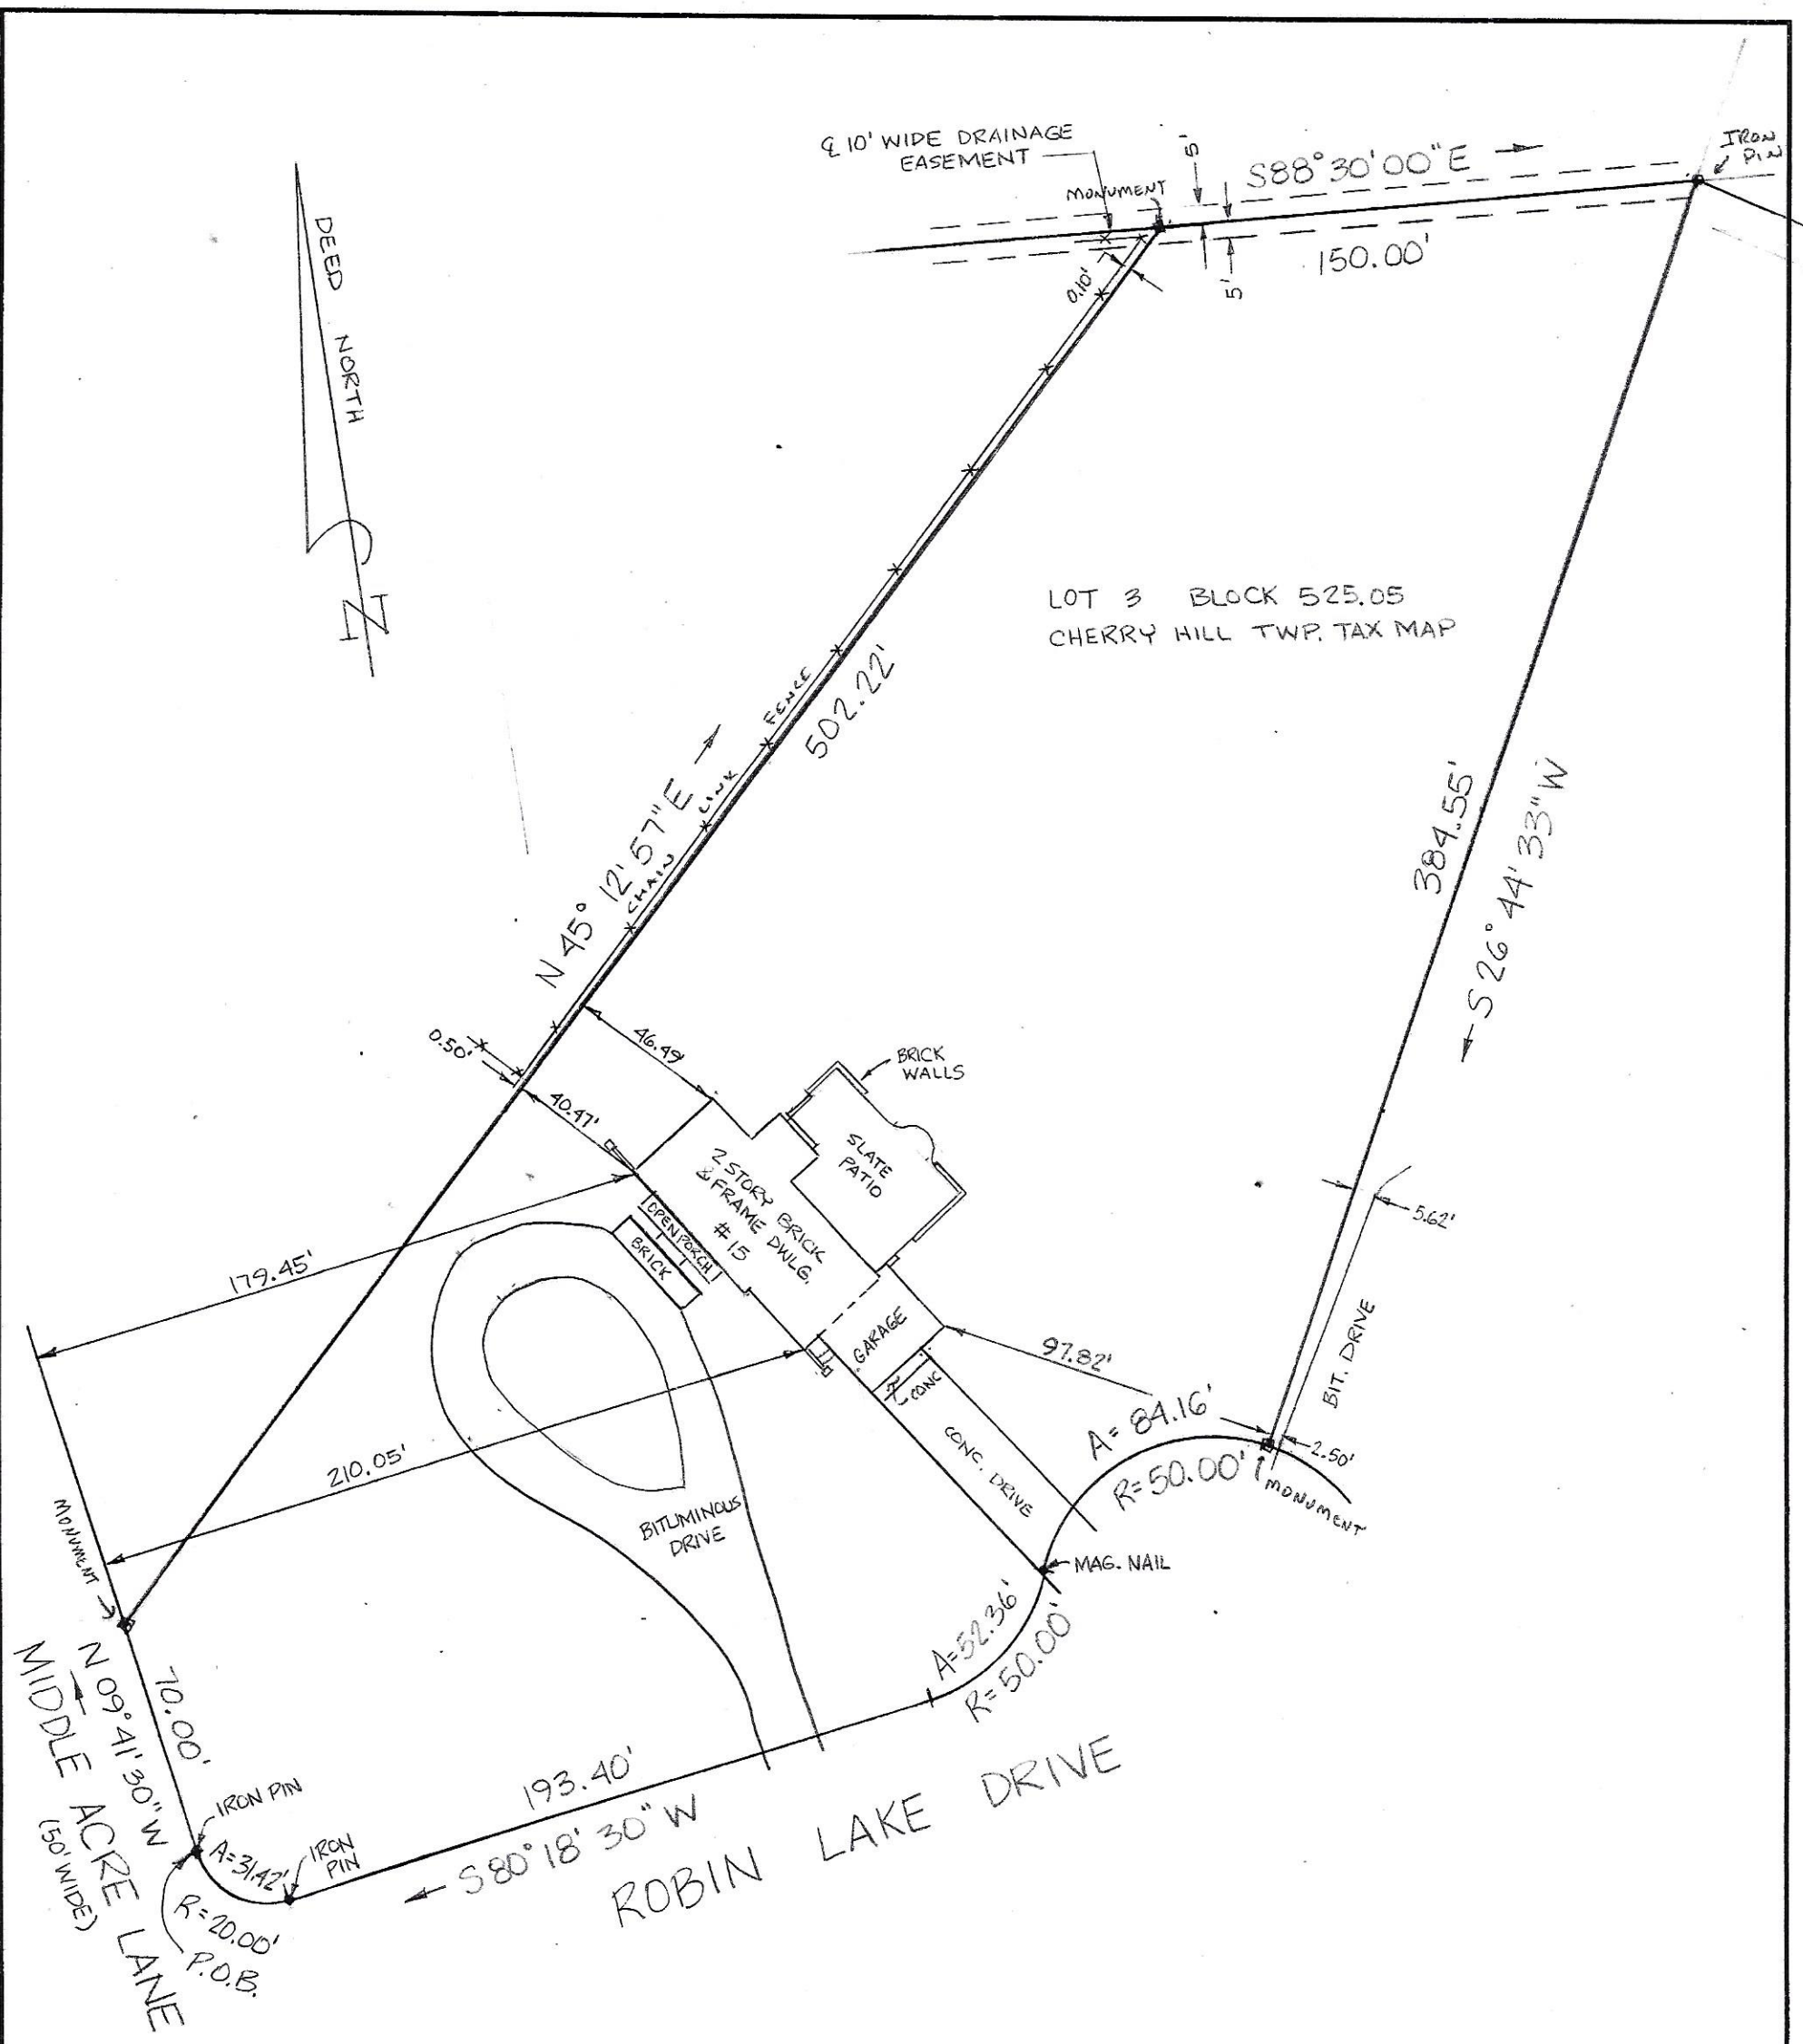 ℄ 10' WIDE DRAINAGE
EASEMENT
MONUMENT
5'
S88°30'00"E
IRON
PIN
150.00'
5'
0.10'
DEED NORTH
N
LOT 3 BLOCK 525.05
CHERRY HILL TWP. TAX MAP
CHAIN LINK FENCE
502.22'
N 45° 12' 57" E
384.55'
S 26° 44' 33" W
0.50'
46.49'
40.47'
BRICK
WALLS
SLATE
PATIO
2 STORY BRICK
& FRAME DWLG.
#15
OPEN PORCH
BRICK
179.45'
5.62'
GARAGE
97.82'
BIT. DRIVE
CONC
CONC. DRIVE
210.05'
A= 84.16'
R=50.00'
2.50'
MONUMENT
BITUMINOUS
DRIVE
MONUMENT
MAG. NAIL
A=52.36'
R=50.00'
70.00'
N 09° 41' 30" W
MIDDLE ACRE LANE
(50' WIDE)
193.40'
S 80° 18' 30" W
ROBIN LAKE DRIVE
IRON PIN
A=31.42'
IRON
PIN
R=20.00'
P.O.B.